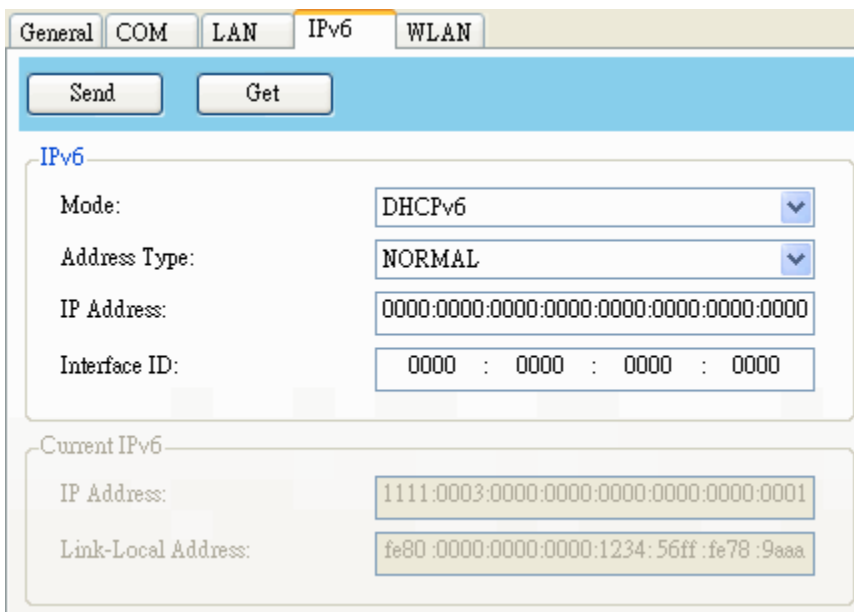 General COM LAN IPv6 WLAN
Send Get
IPv6
Mode: DHCPv6
Address Type: NORMAL
IP Address: 0000:0000:0000:0000:0000:0000:0000:0000
Interface ID: 0000 : 0000 : 0000 : 0000
Current IPv6
IP Address: 1111:0003:0000:0000:0000:0000:0000:0001
Link-Local Address: fe80 :0000:0000:0000:1234: 56ff :fe78 :9aaa